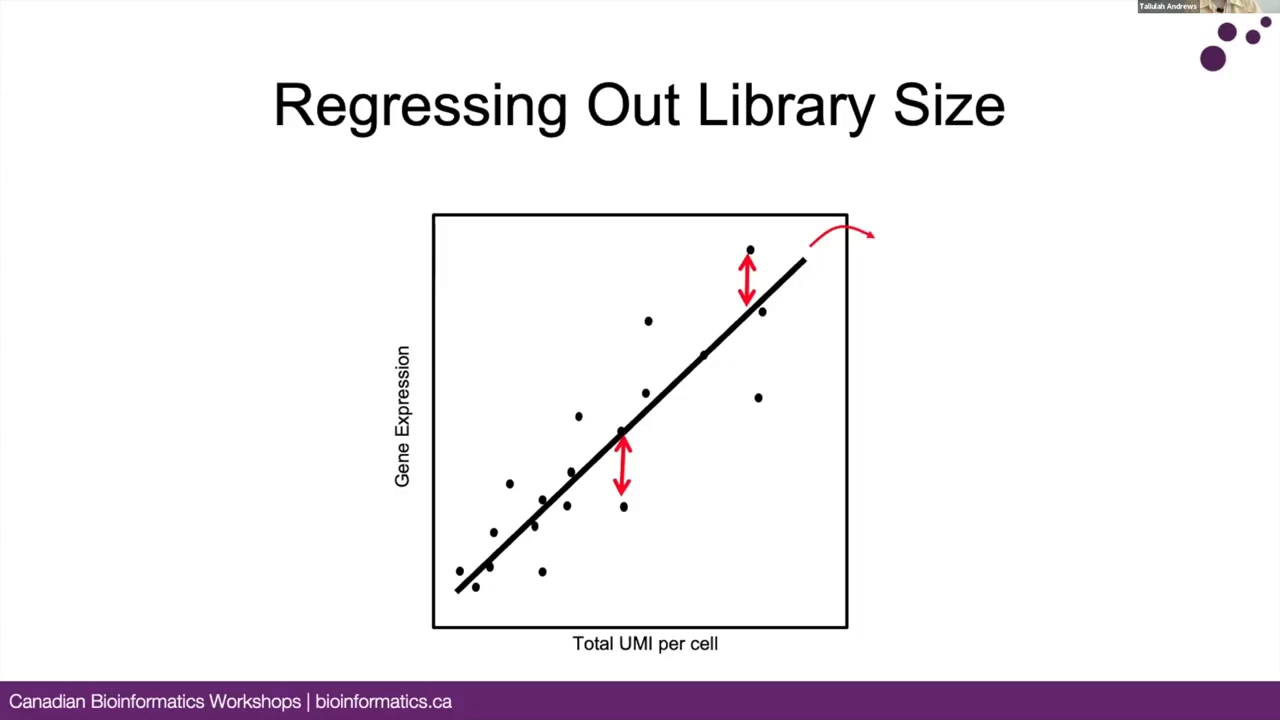 Tallulah Andrews
Regressing Out Library Size
Gene Expression
Total UMI per cell
Canadian Bioinformatics Workshops | bioinformatics.ca